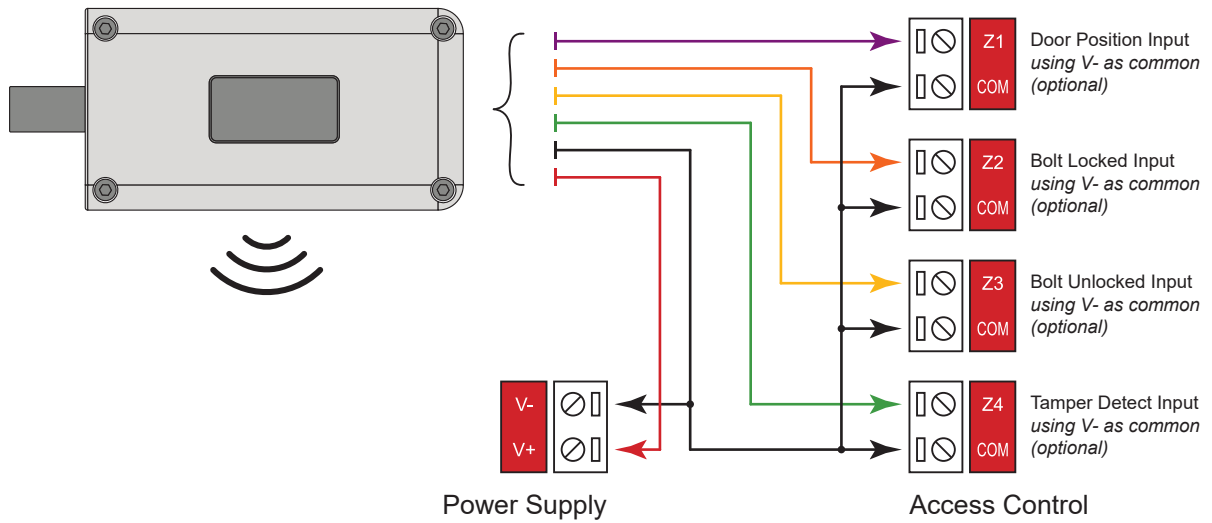 Z1
COM
Door Position Input
using V- as common
(optional)
Z2
COM
Bolt Locked Input
using V- as common
(optional)
Z3
COM
Bolt Unlocked Input
using V- as common
(optional)
V-
V+
Power Supply
Z4
COM
Tamper Detect Input
using V- as common
(optional)
Access Control